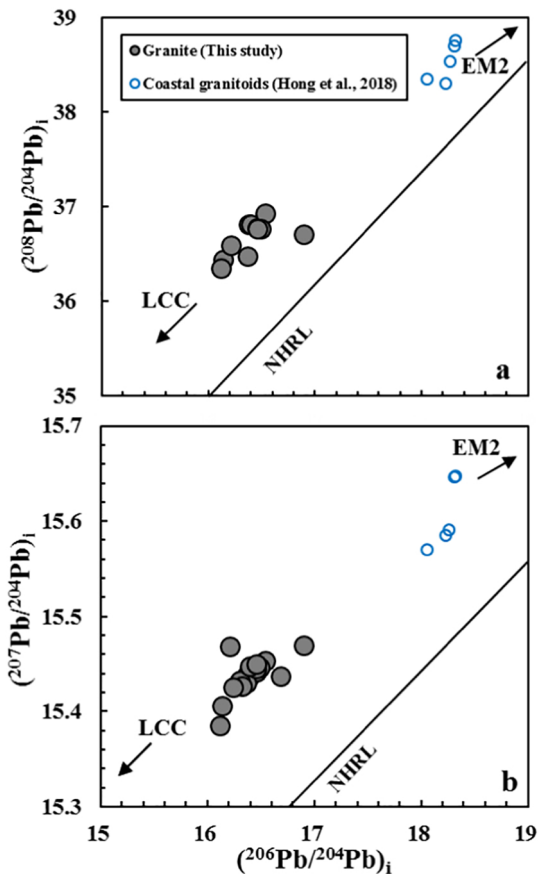 39
38
37
36
35
(²⁰⁸Pb/²⁰⁴Pb)ᵢ
Granite (This study)
Coastal granitoids (Hong et al., 2018)
EM2
LCC
NHRL
a
15.7
15.6
15.5
15.4
15.3
(²⁰⁷Pb/²⁰⁴Pb)ᵢ
EM2
LCC
NHRL
b
15 16 17 18 19
(²⁰⁶Pb/²⁰⁴Pb)ᵢ